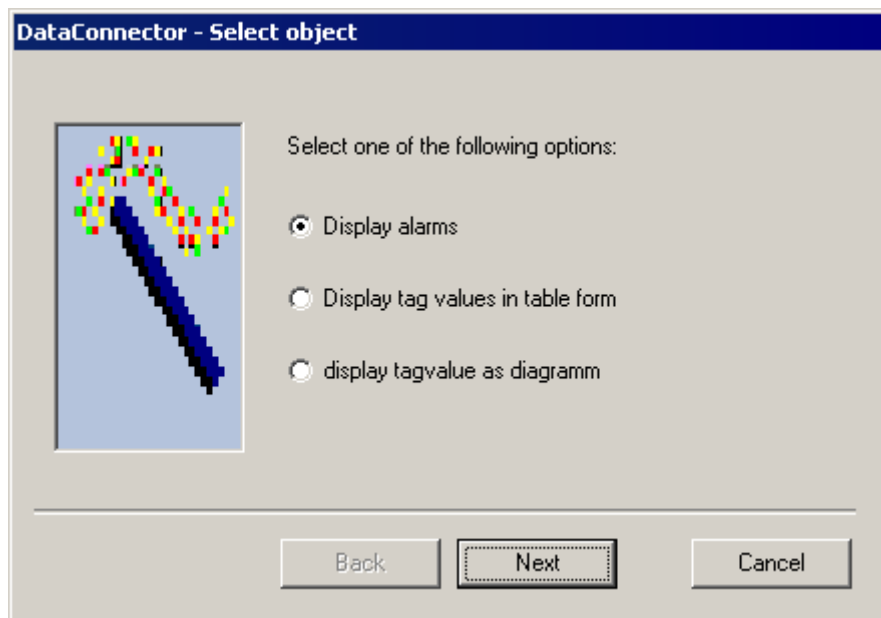 DataConnector - Select object
Select one of the following options:
Display alarms
Display tag values in table form
display tagvalue as diagramm
Back
Next
Cancel